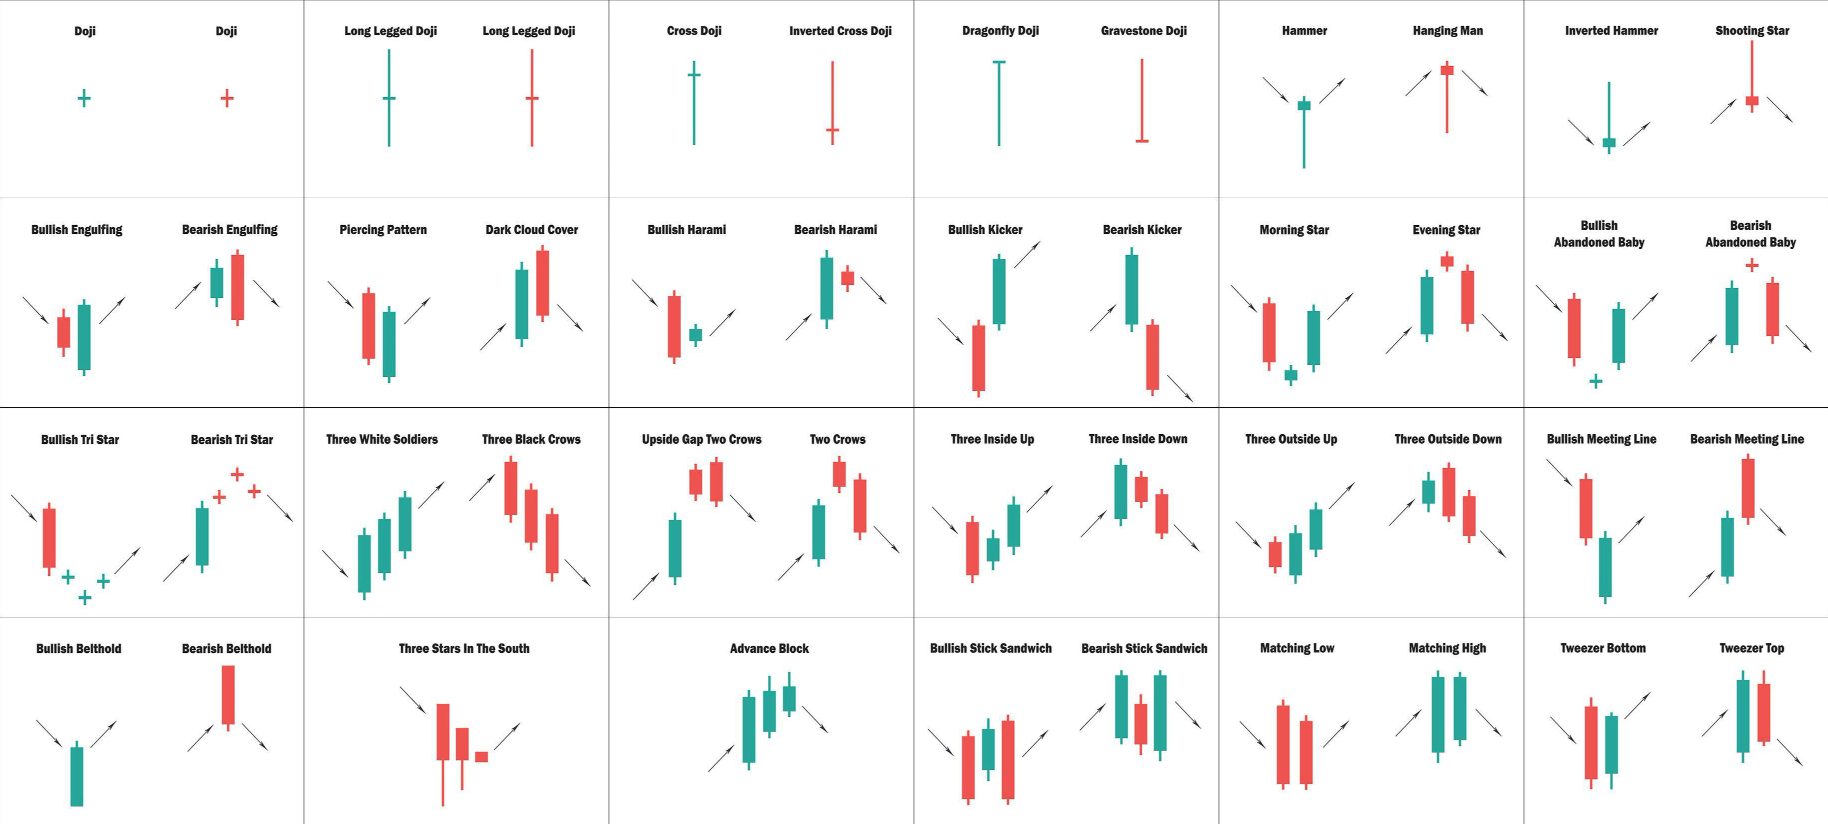 Doji
Doji
Long Legged Doji
Long Legged Doji
Cross Doji
Inverted Cross Doji
Dragonfly Doji
Gravestone Doji
Hammer
Hanging Man
Inverted Hammer
Shooting Star
Bullish Engulfing
Bearish Engulfing
Piercing Pattern
Dark Cloud Cover
Bullish Harami
Bearish Harami
Bullish Kicker
Bearish Kicker
Morning Star
Evening Star
Bullish
Abandoned Baby
Bearish
Abandoned Baby
Bullish Tri Star
Bearish Tri Star
Three White Soldiers
Three Black Crows
Upside Gap Two Crows
Two Crows
Three Inside Up
Three Inside Down
Three Outside Up
Three Outside Down
Bullish Meeting Line
Bearish Meeting Line
Bullish Belthold
Bearish Belthold
Three Stars In The South
Advance Block
Bullish Stick Sandwich
Bearish Stick Sandwich
Matching Low
Matching High
Tweezer Bottom
Tweezer Top